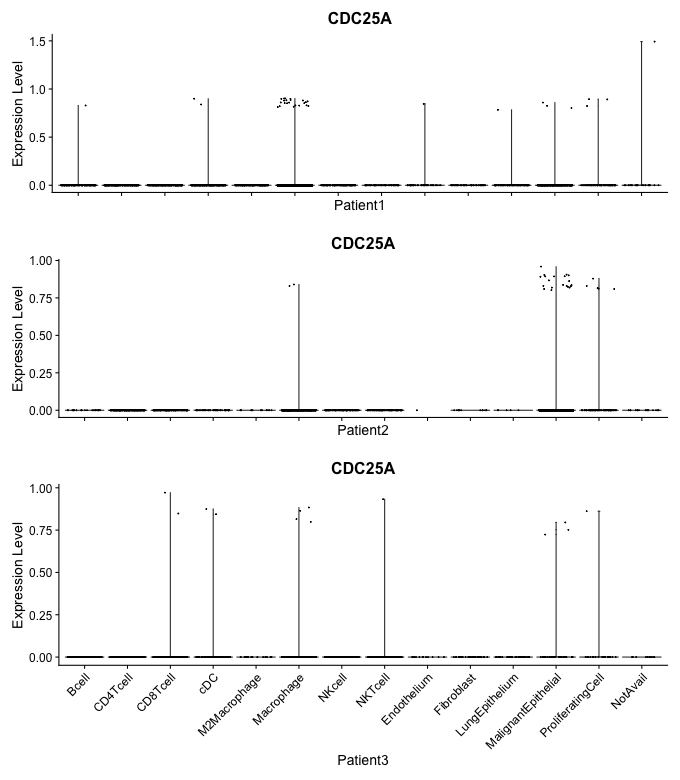 CDC25A
Expression Level
1.5
1.0
0.5
0.0
Patient1
CDC25A
Expression Level
1.00
0.75
0.50
0.25
0.00
Patient2
CDC25A
Expression Level
1.00
0.75
0.50
0.25
0.00
Bcell
CD4Tcell
CD8Tcell
cDC
M2Macrophage
Macrophage
NKcell
NKTcell
Endothelium
Fibroblast
LungEpithelium
MalignantEpithelial
ProliferatingCell
NotAvail
Patient3